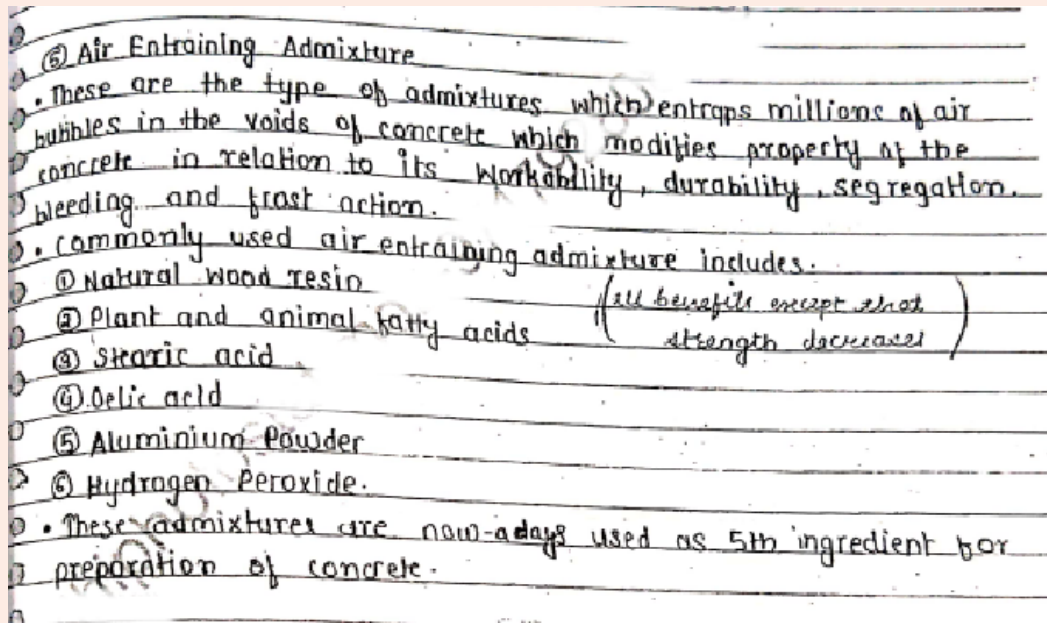 ⑤ Air Entraining Admixture
• These are the type of admixtures which entraps millions of air
bubbles in the voids of concrete which modifies property of the
concrete in relation to its workability, durability, segregation.
bleeding and frost action.
• commonly used air entraining admixture includes.
① Natural wood resin
② Plant and animal fatty acids
(all benefits except that
strength decreases)
③ Stearic acid
④ Oelic acid
⑤ Aluminium Powder
⑥ Hydrogen Peroxide.
• These admixtures are now-adays used as 5th ingredient for
preparation of concrete.